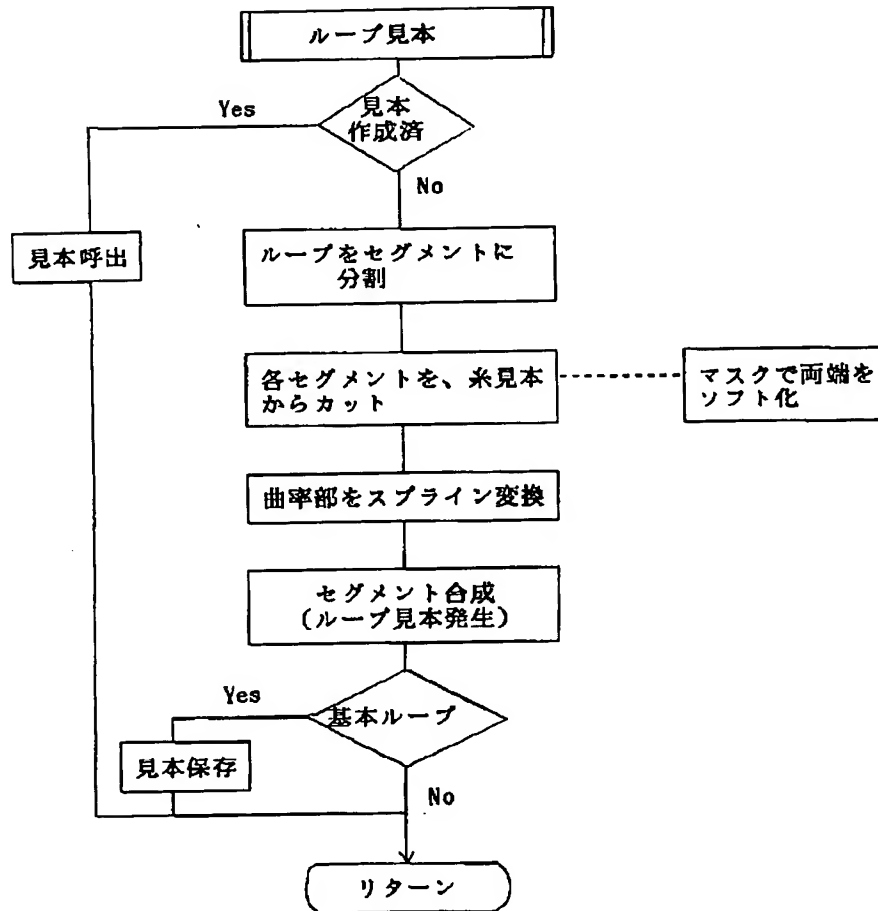 ループ見本
Yes
見本
作成済
No
見本呼出
ループをセグメントに
分割
各セグメントを、糸見本
からカット
マスクで両端を
ソフト化
曲率部をスプライン変換
セグメント合成
(ループ見本発生)
Yes
基本ループ
見本保存
No
リターン